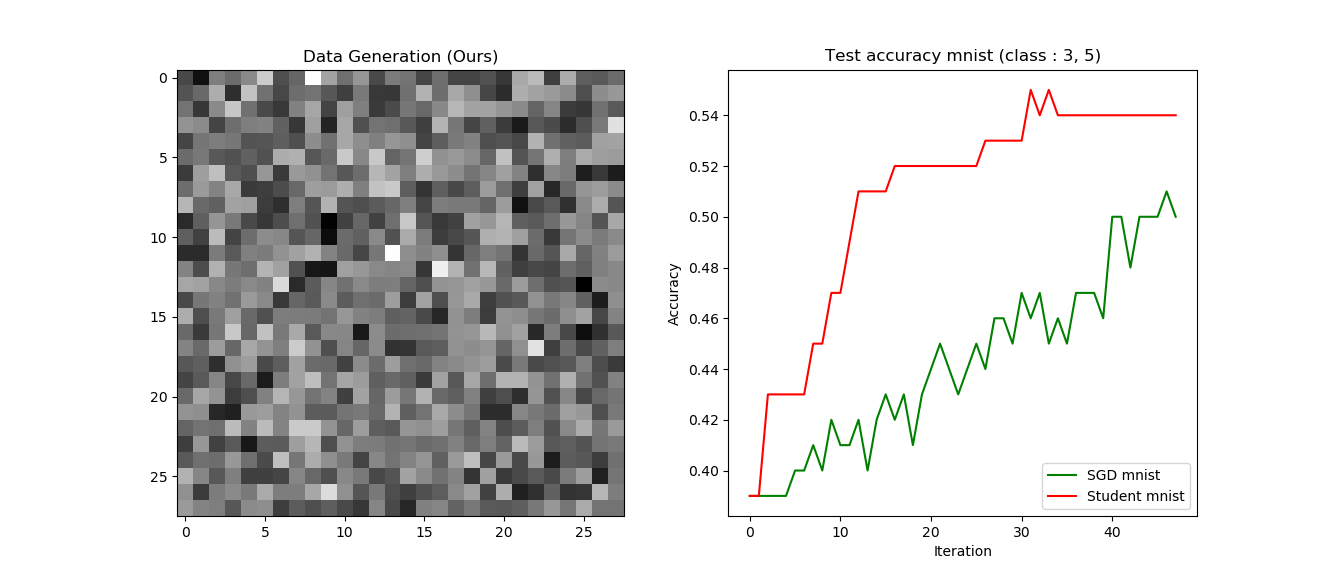 Data Generation (Ours)
0
5
10
15
20
25
0 5 10 15 20 25
Test accuracy mnist (class : 3, 5)
Accuracy
0.54
0.52
0.50
0.48
0.46
0.44
0.42
0.40
0 10 20 30 40
Iteration
SGD mnist
Student mnist